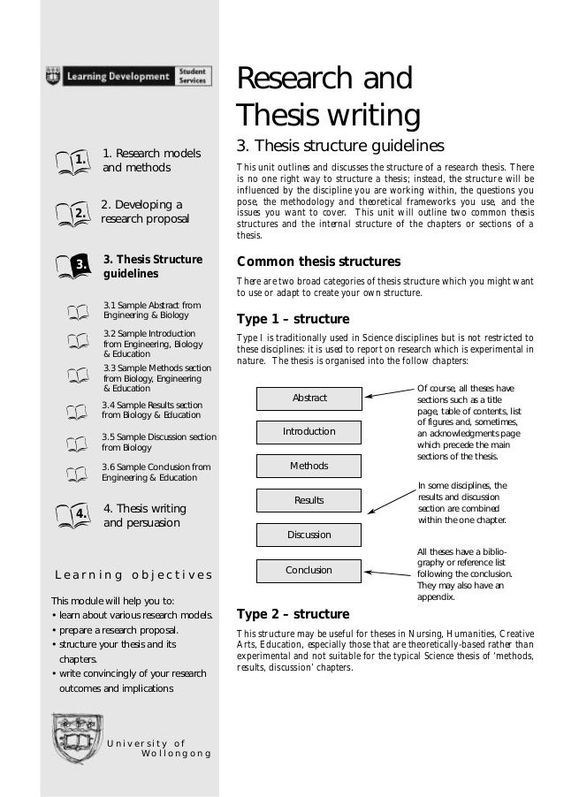 Learning Development
Student
Services
1.
1. Research models
and methods
2.
2. Developing a
research proposal
3.
3. Thesis Structure
guidelines
3.1 Sample Abstract from
Engineering & Biology
3.2 Sample Introduction
from Engineering, Biology
& Education
3.3 Sample Methods section
from Biology, Engineering
& Education
3.4 Sample Results section
from Biology & Education
3.5 Sample Discussion section
from Biology
3.6 Sample Conclusion from
Engineering & Education
4.
4. Thesis writing
and persuasion
Learning objectives
This module will help you to:
• learn about various research models.
• prepare a research proposal.
• structure your thesis and its
chapters.
• write convincingly of your research
outcomes and implications
University of
Wollongong
Research and
Thesis writing
3. Thesis structure guidelines
This unit outlines and discusses the structure of a research thesis. There
is no one right way to structure a thesis; instead, the structure will be
influenced by the discipline you are working within, the questions you
pose, the methodology and theoretical frameworks you use, and the
issues you want to cover. This unit will outline two common thesis
structures and the internal structure of the chapters or sections of a
thesis.
Common thesis structures
There are two broad categories of thesis structure which you might want
to use or adapt to create your own structure.
Type 1 – structure
Type I is traditionally used in Science disciplines but is not restricted to
these disciplines: it is used to report on research which is experimental in
nature. The thesis is organised into the follow chapters:
Abstract
Introduction
Methods
Results
Discussion
Conclusion
Of course, all theses have
sections such as a title
page, table of contents, list
of figures and, sometimes,
an acknowledgments page
which precede the main
sections of the thesis.
In some disciplines, the
results and discussion
section are combined
within the one chapter.
All theses have a biblio-
graphy or reference list
following the conclusion.
They may also have an
appendix.
Type 2 – structure
This structure may be useful for theses in Nursing, Humanities, Creative
Arts, Education, especially those that are theoretically-based rather than
experimental and not suitable for the typical Science thesis of 'methods,
results, discussion' chapters.